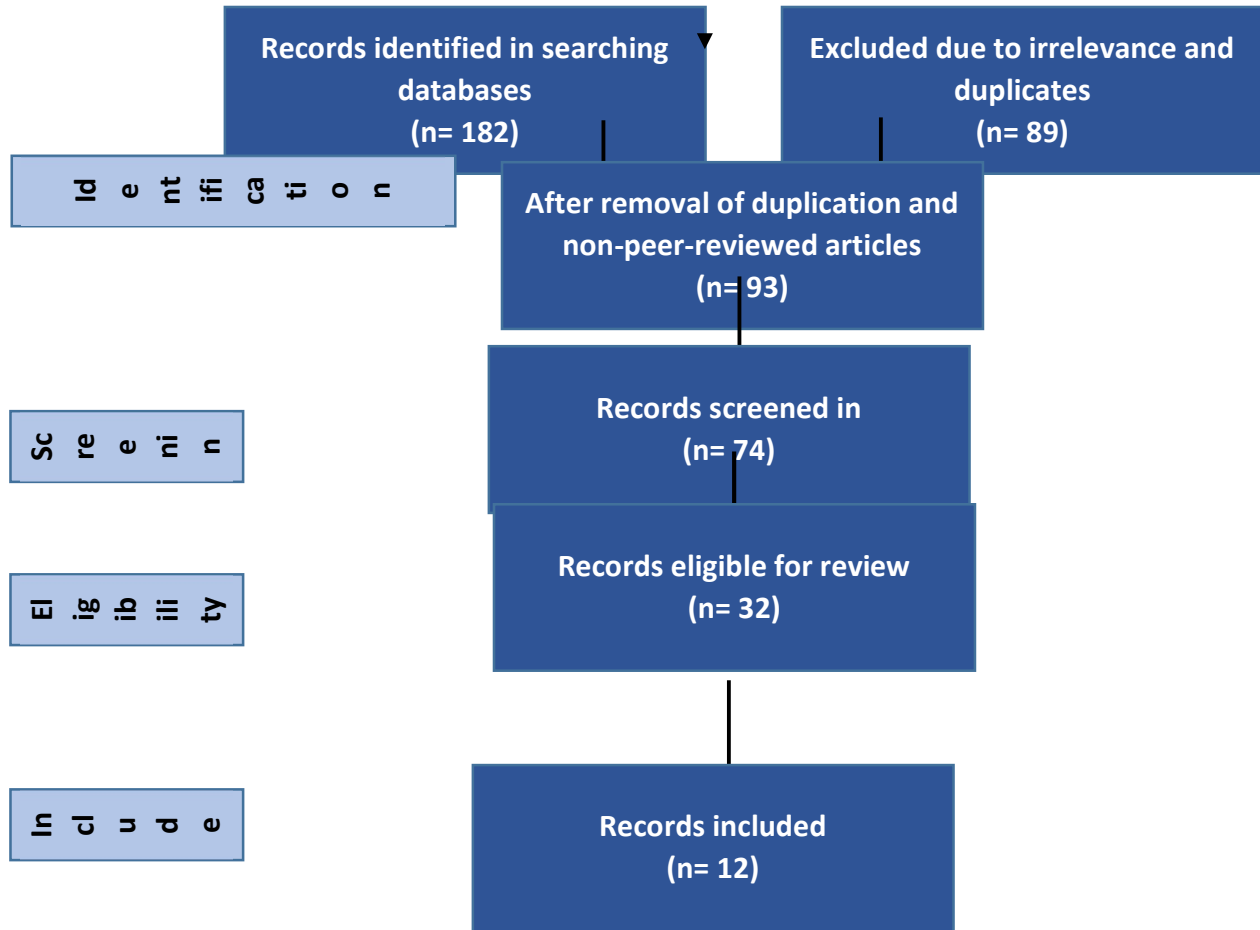 Records identified in searching
databases
(n= 182)
Excluded due to irrelevance and
duplicates
(n= 89)
Id e nt ifi ca ti o n
After removal of duplication and
non-peer-reviewed articles
(n= 93)
Sc re e ni n
Records screened in
(n= 74)
El ig ib ili ty
Records eligible for review
(n= 32)
In cl u d e
Records included
(n= 12)